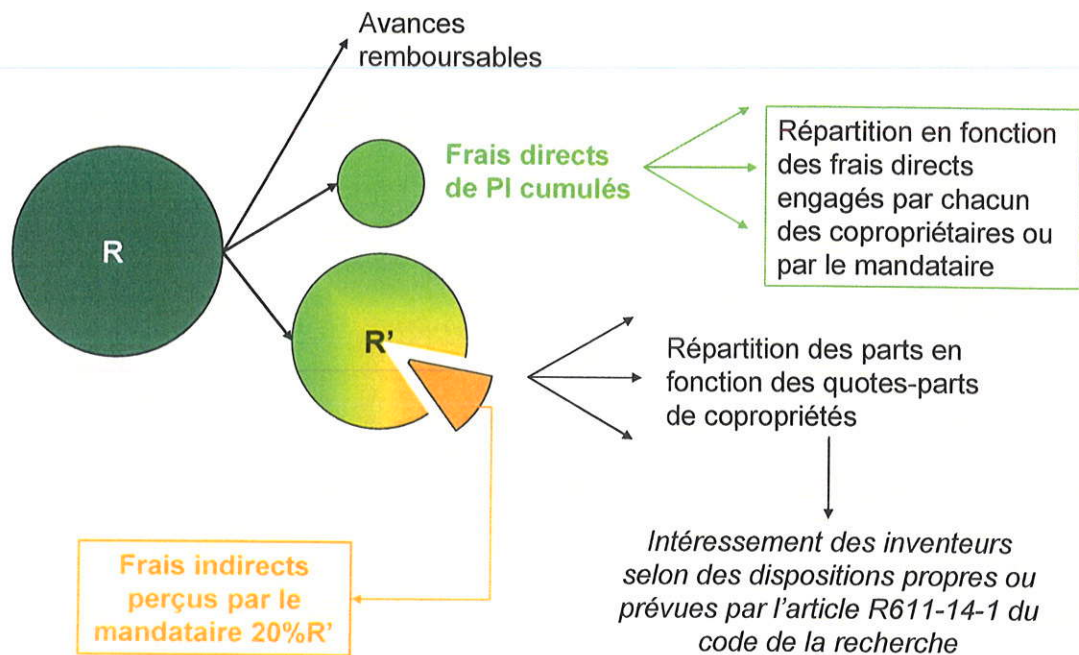 Avances
remboursables
R
Frais directs
de PI cumulés
Répartition en fonction
des frais directs
engagés par chacun
des copropriétaires ou
par le mandataire
R’
Répartition des parts en
fonction des quotes-parts
de copropriétés
Frais indirects
perçus par le
mandataire 20%R’
Intéressement des inventeurs
selon des dispositions propres ou
prévues par l’article R611-14-1 du
code de la recherche